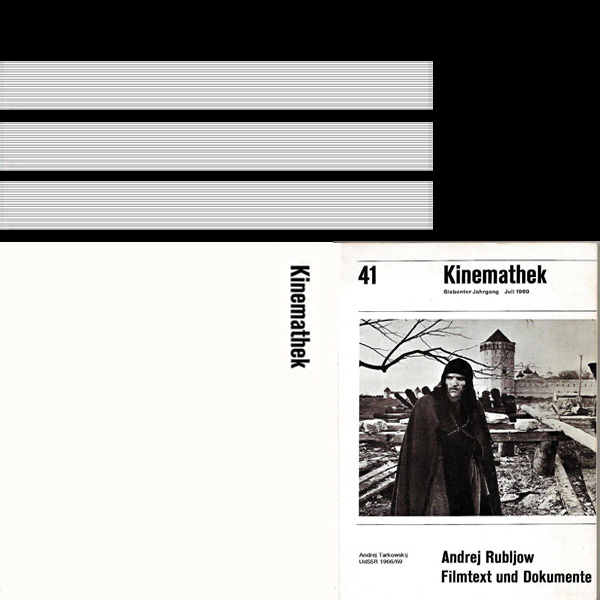 Kinemathek
41
Kinemathek
Siebenter Jahrgang Juli 1969
Andrej Tarkowskij
UdSSR 1966/69
Andrej Rubljow
Filmtext und Dokumente